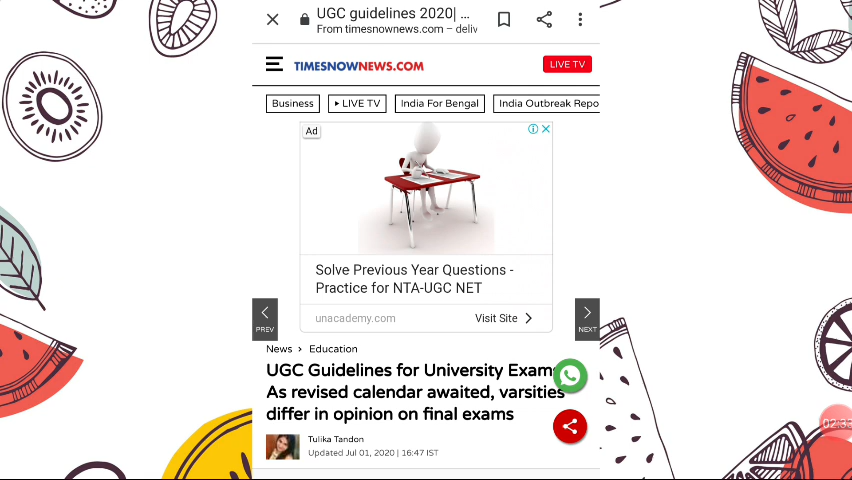 UGC guidelines 2020| ...
From timesnownews.com – deliv
TIMESNOWNEWS.COM
LIVE TV
Business
LIVE TV
India For Bengal
India Outbreak Repo
Ad
Solve Previous Year Questions -
Practice for NTA-UGC NET
unacademy.com
Visit Site
PREV
NEXT
News › Education
UGC Guidelines for University Exams
As revised calendar awaited, varsities
differ in opinion on final exams
Tulika Tandon
Updated Jul 01, 2020 | 16:47 IST